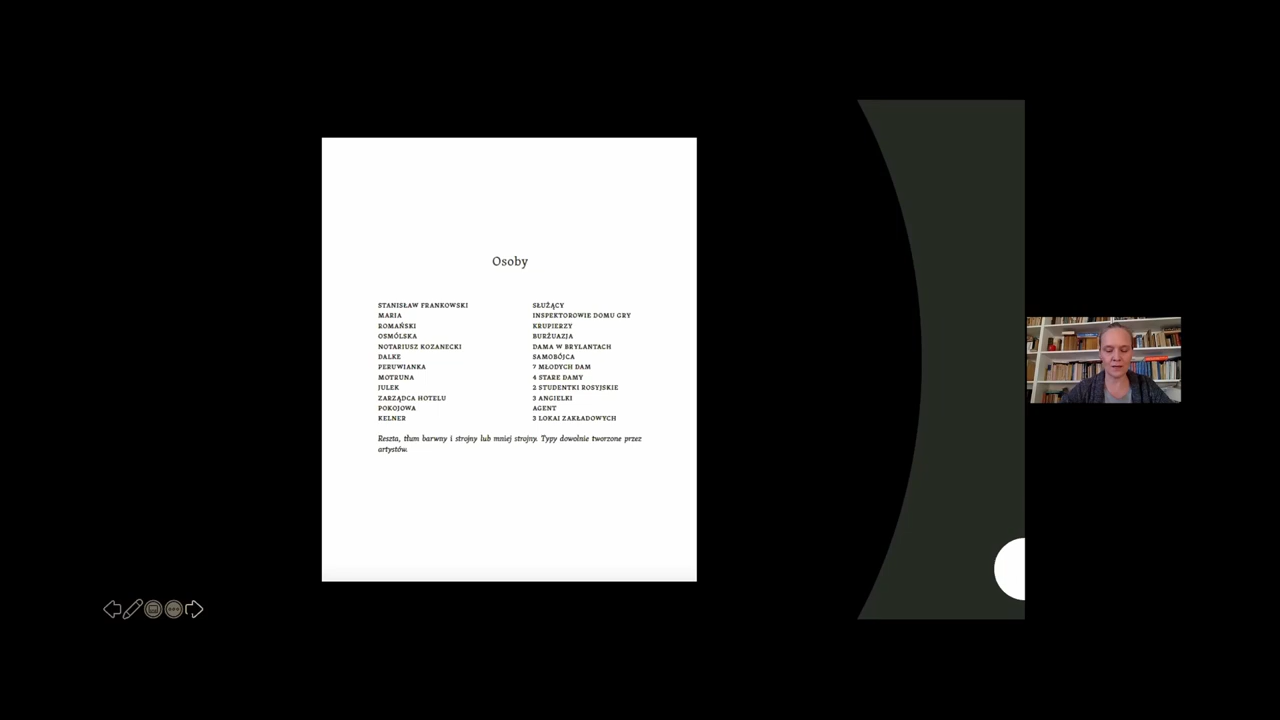 Osoby
STANISŁAW FRANKOWSKI
MARIA
ROMAŃSKI
OSMÓLSKA
NOTARIUSZ KOZANECKI
DALKE
PERUWIANKA
MOTRUNA
JULEK
ZARZĄDCA HOTELU
POKOJOWA
KELNER
SŁUŻĄCY
INSPEKTOROWIE DOMU GRY
KRUPIERZY
BURŻUAZJA
DAMA W BRYLANTACH
SAMOBÓJCA
7 MŁODYCH DAM
4 STARE DAMY
2 STUDENTKI ROSYJSKIE
3 ANGIELKI
AGENT
3 LOKAI ZAKŁADOWYCH
Reszta, tłum barwny i strojny lub mniej strojny. Typy dowolnie tworzone przez
artystów.